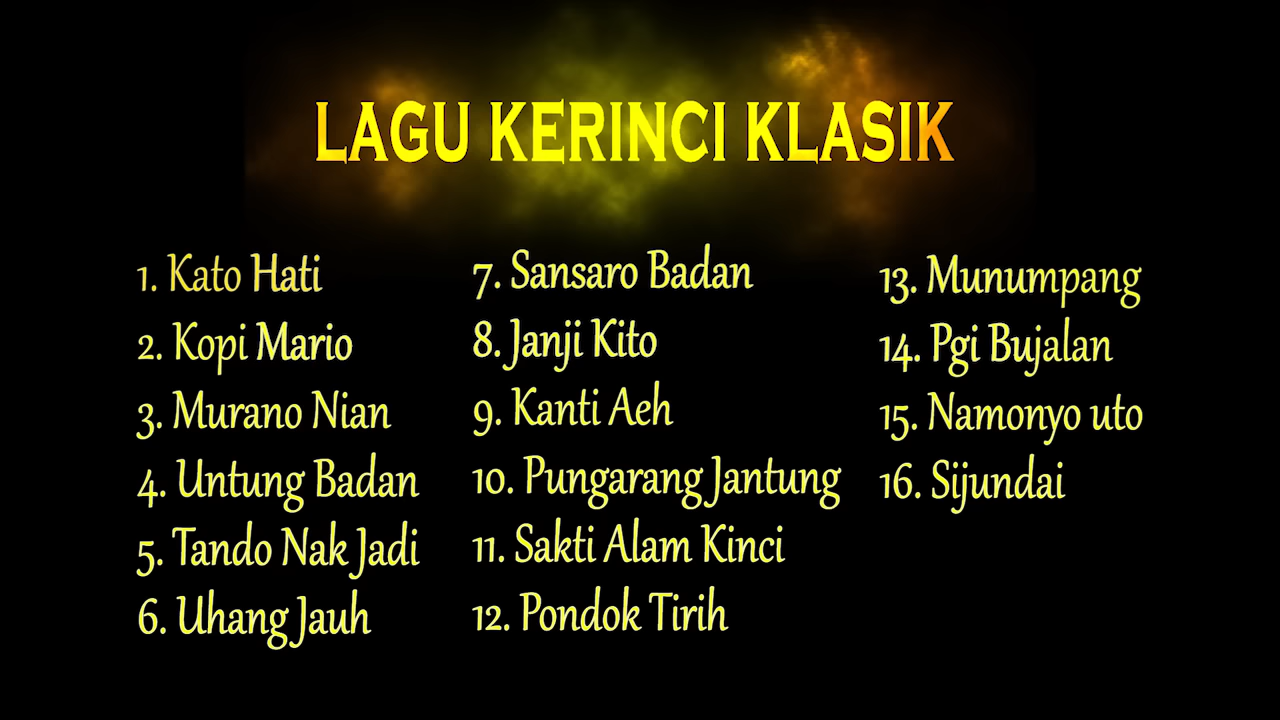 LAGU KERINCI KLASIK
1. Kato Hati
2. Kopi Mario
3. Murano Nian
4. Untung Badan
5. Tando Nak Jadi
6. Uhang Jauh
7. Sansaro Badan
8. Janji Kito
9. Kanti Aeh
10. Pungarang Jantung
11. Sakti Alam Kinci
12. Pondok Tirih
13. Munumpang
14. Pgi Bujalan
15. Namonyo uto
16. Sijundai